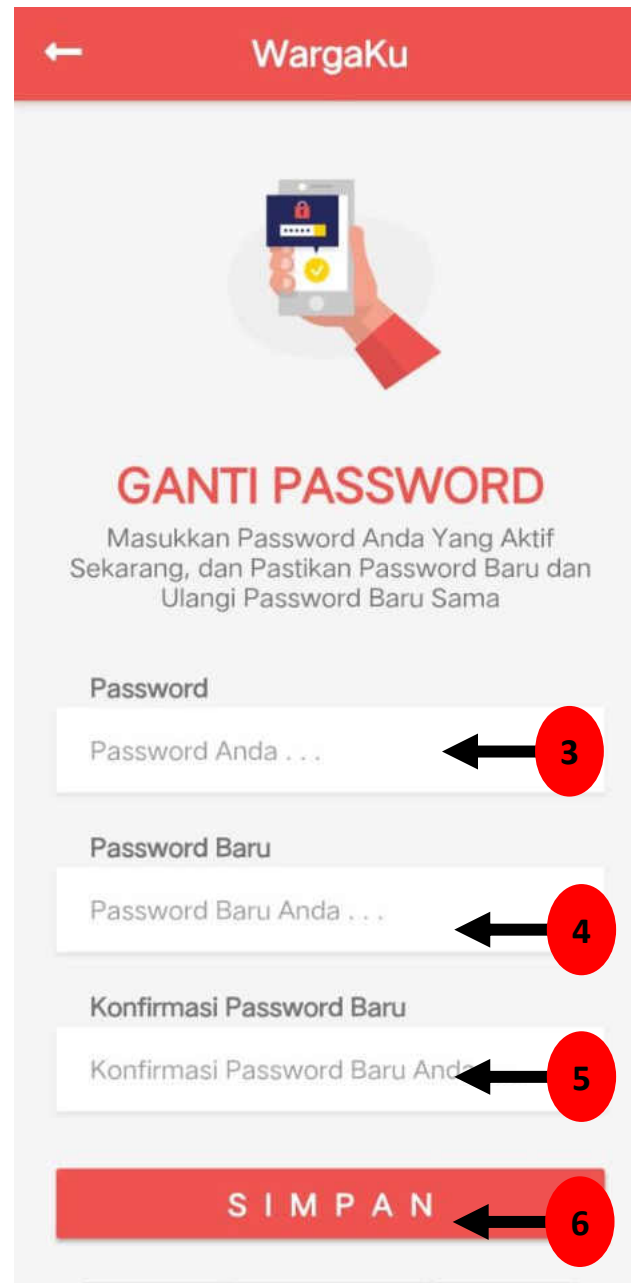 WargaKu
GANTI PASSWORD
Masukkan Password Anda Yang Aktif
Sekarang, dan Pastikan Password Baru dan
Ulangi Password Baru Sama
Password
Password Anda . . .
3
Password Baru
Password Baru Anda . . .
4
Konfirmasi Password Baru
Konfirmasi Password Baru Anda
5
SIMPAN
6